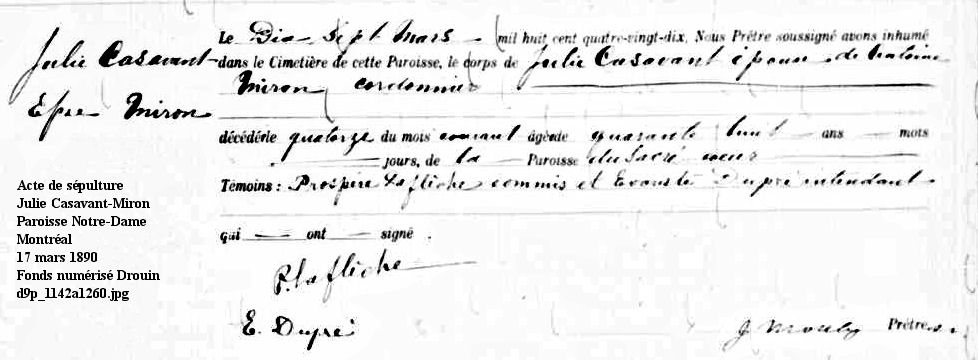 Julie Casavant
Epse Miron
Le Dix-sept Mars mil huit cent quatre-vingt-dix, Nous Prêtre soussigné avons inhumé
dans le Cimetière de cette Paroisse, le corps de Julie Casavant épouse de Antoine
Miron cordonnier
décédée le quatorze du mois courant âgée de quarante huit ans mois
jours, de la Paroisse du Sacré cœur
Témoins: Prospère Laflèche commis et Evariste Dupré intendant
qui ont signé.
P. Laflèche
E. Dupré
Prêtre
Acte de sépulture
Julie Casavant-Miron
Paroisse Notre-Dame
Montréal
17 mars 1890
Fonds numérisé Drouin
d9p_1142a1260.jpg